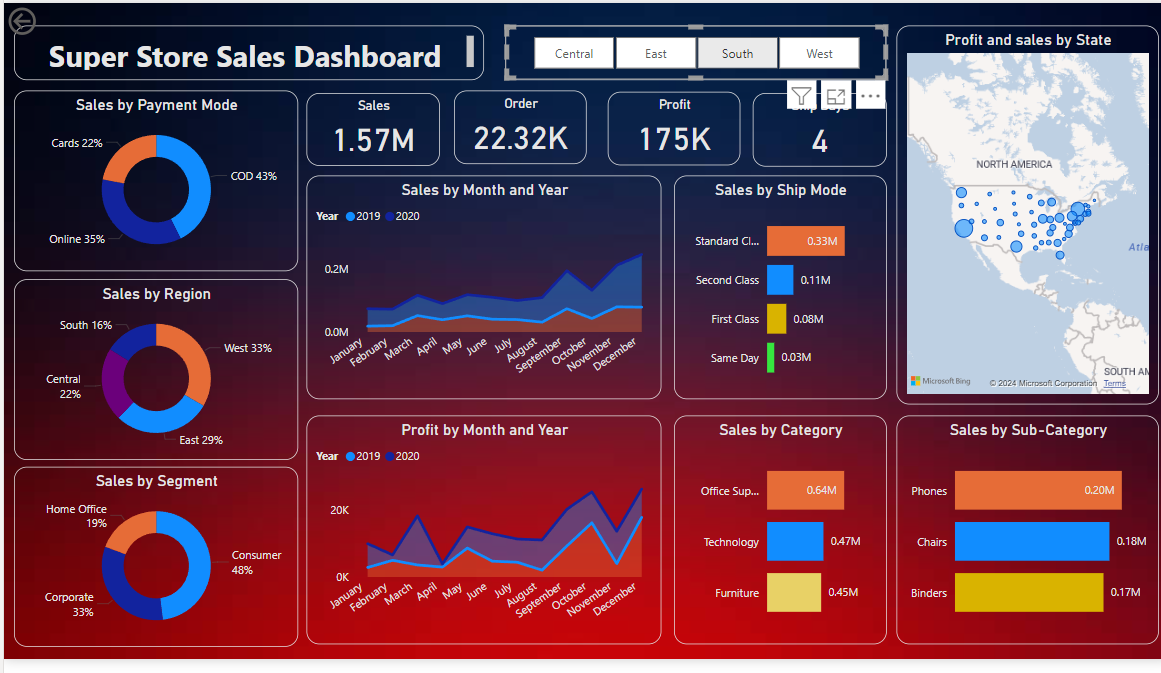 Super Store Sales Dashboard
Central
East
South
West
Profit and sales by State
Sales by Payment Mode
Cards 22%
COD 43%
Online 35%
Sales
1.57M
Order
22.32K
Profit
175K
4
NORTH AMERICA
SOUTH AM
Microsoft Bing
© 2024 Microsoft Corporation
Terms
Sales by Month and Year
Year 2019 2020
0.2M
0.0M
January
February
March
April
May
June
July
August
September
October
November
December
Sales by Ship Mode
Standard Cl...
0.33M
Second Class
0.11M
First Class
0.08M
Same Day
0.03M
Sales by Region
South 16%
West 33%
Central
22%
East 29%
Sales by Segment
Home Office
19%
Consumer
48%
Corporate
33%
Profit by Month and Year
Year 2019 2020
20K
0K
January
February
March
April
May
June
July
August
September
October
November
December
Sales by Category
Office Sup...
0.64M
Technology
0.47M
Furniture
0.45M
Sales by Sub-Category
Phones
0.20M
Chairs
0.18M
Binders
0.17M